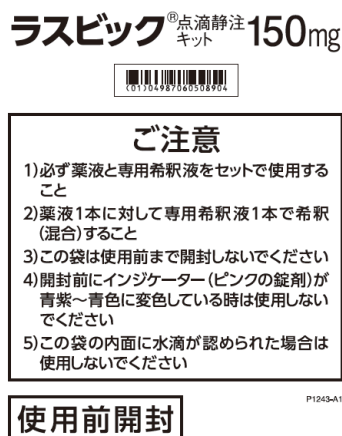 ラスビック®点滴静注キット150mg
(01)04987060508904
ご注意
1)必ず薬液と専用希釈液をセットで使用する
こと
2)薬液1本に対して専用希釈液1本で希釈
(混合)すること
3)この袋は使用前まで開封しないでください
4)開封前にインジケーター(ピンクの錠剤)が
青紫～青色に変色している時は使用しない
でください
5)この袋の内面に水滴が認められた場合は
使用しないでください
P1243-A1
使用前開封